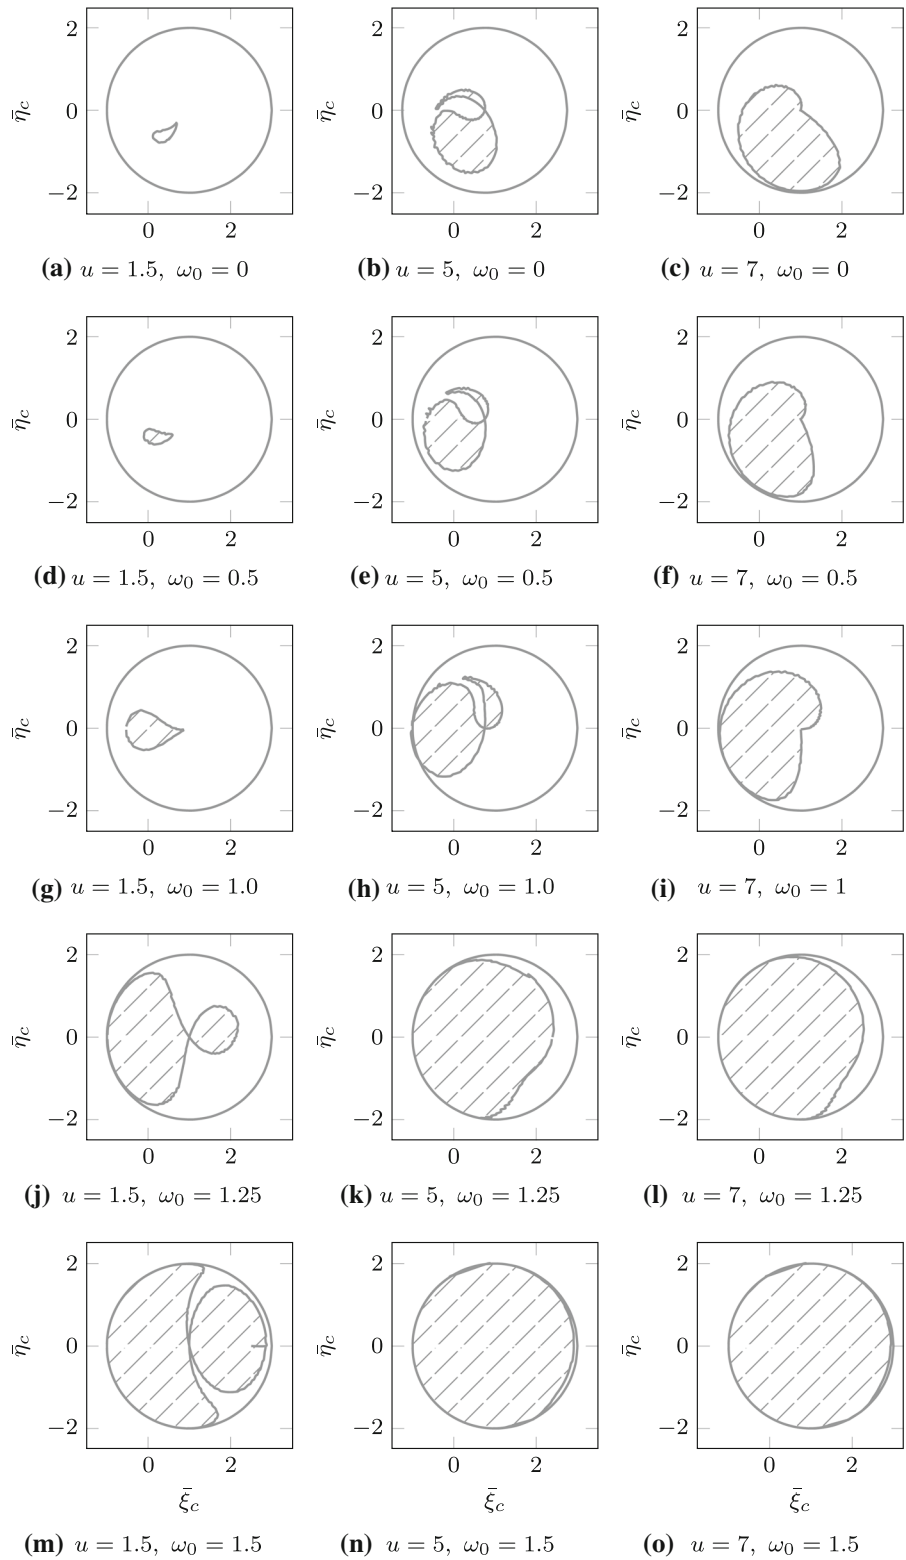 2 2 2
η̄c 0 η̄c 0 η̄c 0
−2 −2 −2
0 2 0 2 0 2
(a) u = 1.5, ω0 = 0 (b) u = 5, ω0 = 0 (c) u = 7, ω0 = 0
2 2 2
η̄c 0 η̄c 0 η̄c 0
−2 −2 −2
0 2 0 2 0 2
(d) u = 1.5, ω0 = 0.5 (e) u = 5, ω0 = 0.5 (f) u = 7, ω0 = 0.5
2 2 2
η̄c 0 η̄c 0 η̄c 0
−2 −2 −2
0 2 0 2 0 2
(g) u = 1.5, ω0 = 1.0 (h) u = 5, ω0 = 1.0 (i) u = 7, ω0 = 1
2 2 2
η̄c 0 η̄c 0 η̄c 0
−2 −2 −2
0 2 0 2 0 2
(j) u = 1.5, ω0 = 1.25 (k) u = 5, ω0 = 1.25 (l) u = 7, ω0 = 1.25
2 2 2
η̄c 0 η̄c 0 η̄c 0
−2 −2 −2
0 2 0 2 0 2
ξ̄c ξ̄c ξ̄c
(m) u = 1.5, ω0 = 1.5 (n) u = 5, ω0 = 1.5 (o) u = 7, ω0 = 1.5